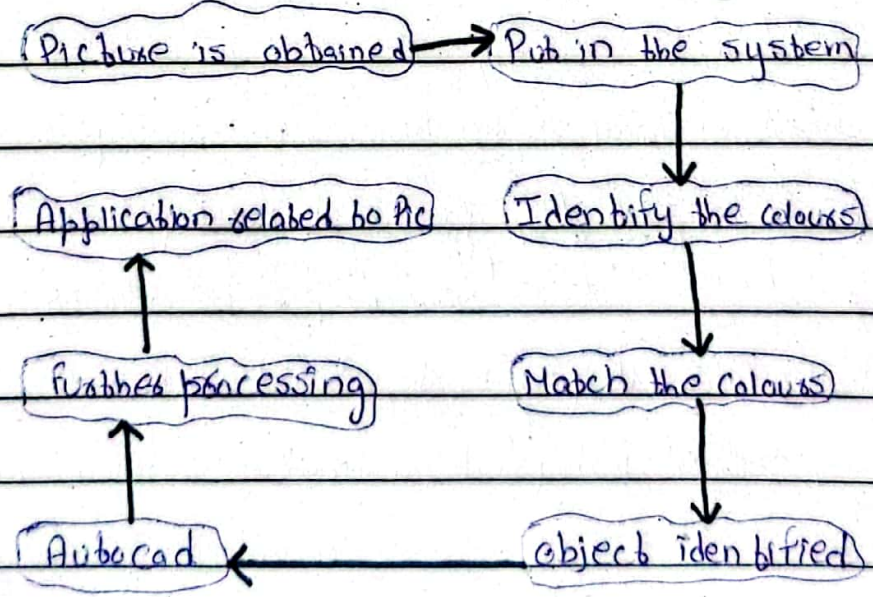 Picture is obtained
Put in the system
Application related to Pic
Identify the colours
further processing
Match the colours
Autocad
object identified